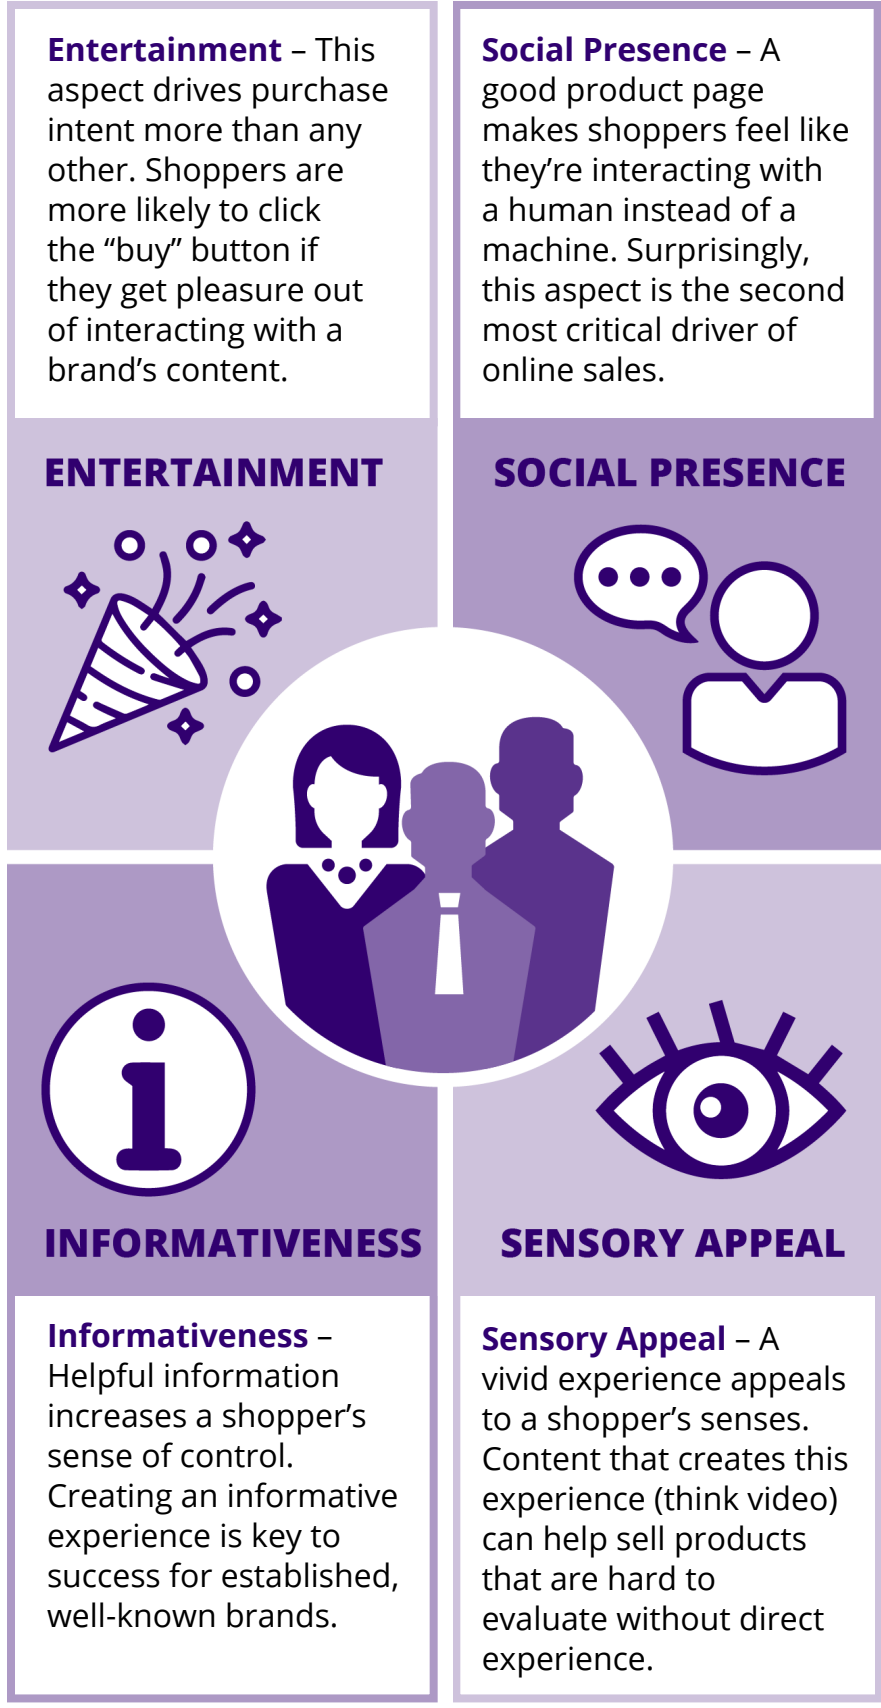 Entertainment – This
aspect drives purchase
intent more than any
other. Shoppers are
more likely to click
the “buy” button if
they get pleasure out
of interacting with a
brand’s content.
ENTERTAINMENT
Social Presence – A
good product page
makes shoppers feel like
they’re interacting with
a human instead of a
machine. Surprisingly,
this aspect is the second
most critical driver of
online sales.
SOCIAL PRESENCE
INFORMATIVENESS
Informativeness –
Helpful information
increases a shopper’s
sense of control.
Creating an informative
experience is key to
success for established,
well-known brands.
SENSORY APPEAL
Sensory Appeal – A
vivid experience appeals
to a shopper’s senses.
Content that creates this
experience (think video)
can help sell products
that are hard to
evaluate without direct
experience.